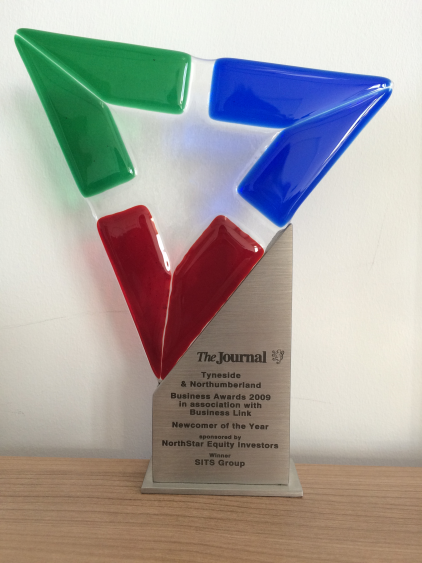 The Journal
Tyneside
& Northumberland
Business Awards 2009
in association with
Business Link
Newcomer of the Year
sponsored by
NorthStar Equity Investors
Winner
SITS Group